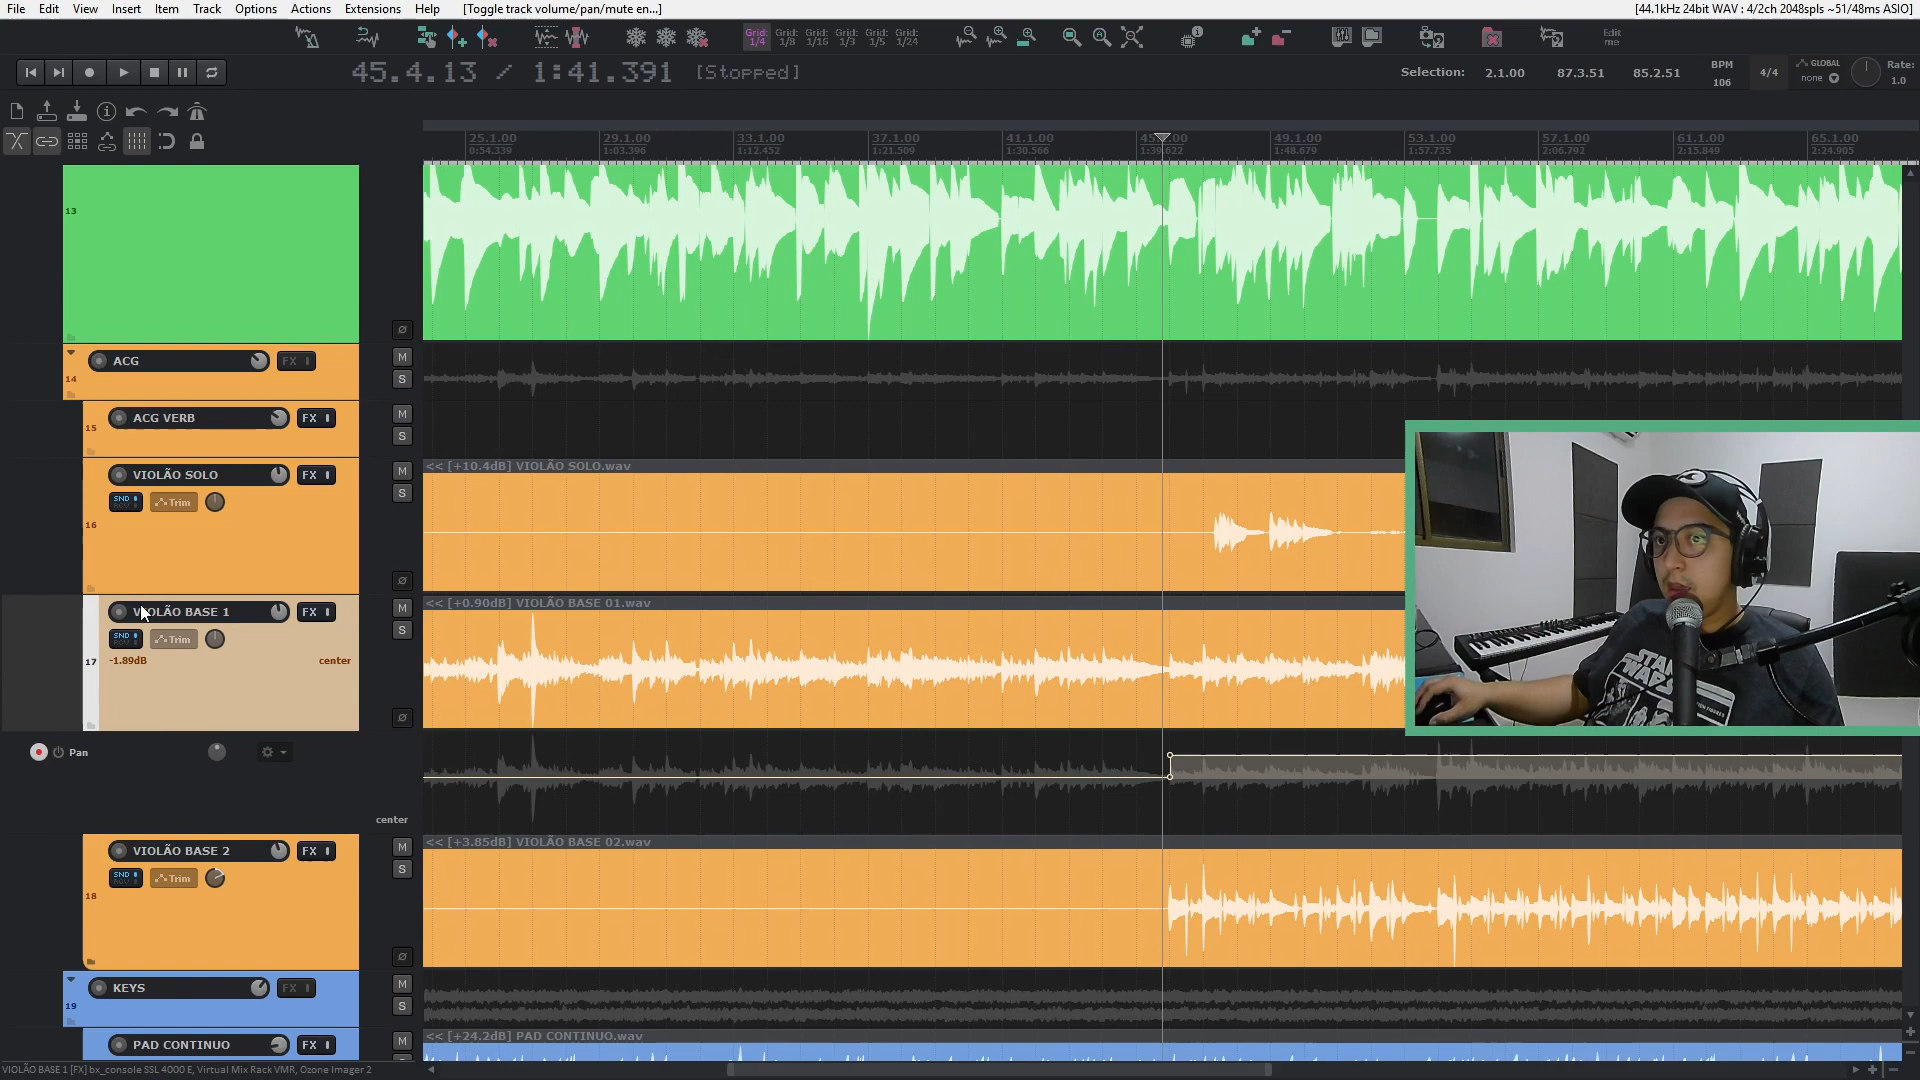 File Edit View Insert Item Track Options Actions Extensions Help [Toggle track volume/pan/mute en...] [44.1kHz 24bit WAV : 4/2ch 2048spls ~51/48ms ASIO]
Grid: 1/4 Grid: 1/8 Grid: 1/16 Grid: 1/3 Grid: 1/5 Grid: 1/24 Edit me
45.4.13 / 1:41.391 [Stopped] Selection: 2.1.00 87.3.51 85.2.51 BPM 106 4/4 GLOBAL none Rate: 1.0
25.1.00 29.1.00 33.1.00 37.1.00 41.1.00 49.1.00 53.1.00 57.1.00 61.1.00 65.1.00
0:54.339 1:03.396 1:12.452 1:21.509 1:30.566 1:39.622 1:48.679 1:57.735 2:06.792 2:15.849 2:24.905
13
14 ACG FX M
S
15 ACG VERB FX M
S
<< [+10.4dB] VIOLÃO SOLO.wav
16 VIOLÃO SOLO FX M
SND Trim S
<< [+0.90dB] VIOLÃO BASE 01.wav
FX M
SND Trim S
17 -1.89dB center
Pan
center
<< [+3.85dB] VIOLÃO BASE 02.wav
18 VIOLÃO BASE 2 FX M
SND Trim S
19 KEYS FX M
S
<< [+24.2dB] PAD CONTINUO.wav
PAD CONTINUO FX M
STAR
WARS
VIOLÃO BASE 1 [FX] bx_console SSL 4000 E, Virtual Mix Rack VMR, Ozone Imager 2